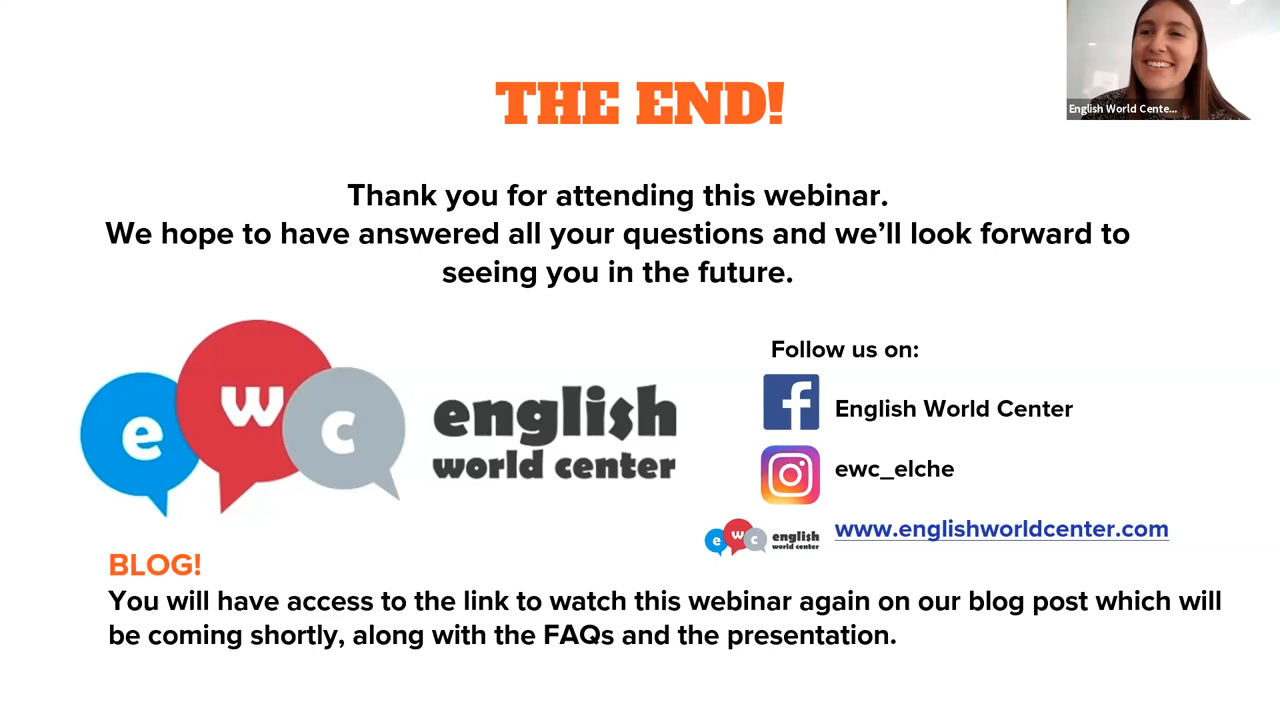 THE END!
English World Cente...
Thank you for attending this webinar.
We hope to have answered all your questions and we’ll look forward to
seeing you in the future.
e w c
english
world center
Follow us on:
English World Center
ewc_elche
e w c english
world center
www.englishworldcenter.com
BLOG!
You will have access to the link to watch this webinar again on our blog post which will
be coming shortly, along with the FAQs and the presentation.